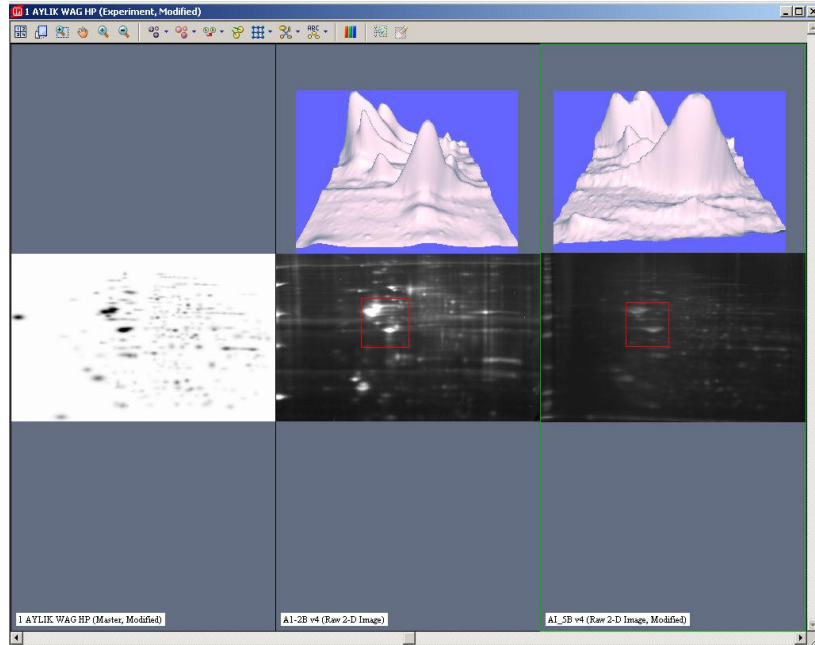 1 AYLIK WAG HP (Experiment, Modified)
1 AYLIK WAG HP (Master, Modified)
A1-2B v4 (Raw 2-D Image)
AI_5B v4 (Raw 2-D Image, Modified)